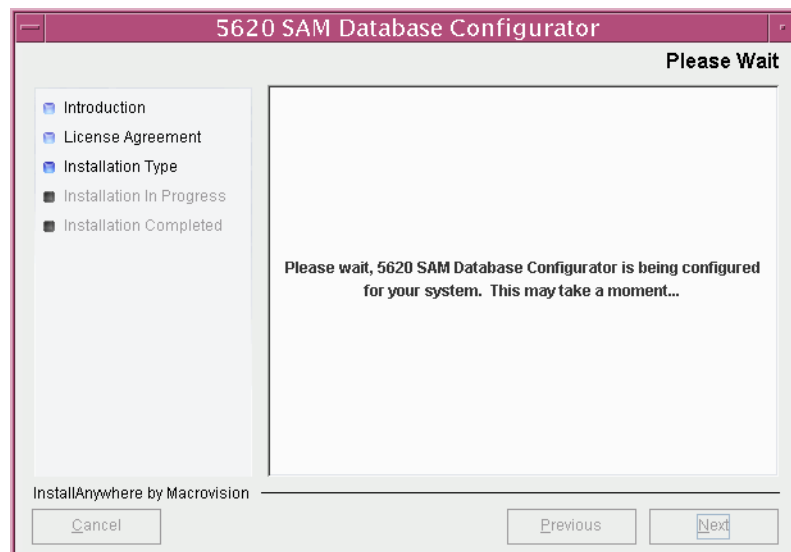 5620 SAM Database Configurator
Please Wait
Introduction
License Agreement
Installation Type
Installation In Progress
Installation Completed
Please wait, 5620 SAM Database Configurator is being configured
for your system. This may take a moment...
InstallAnywhere by Macrovision
Cancel
Previous
Next